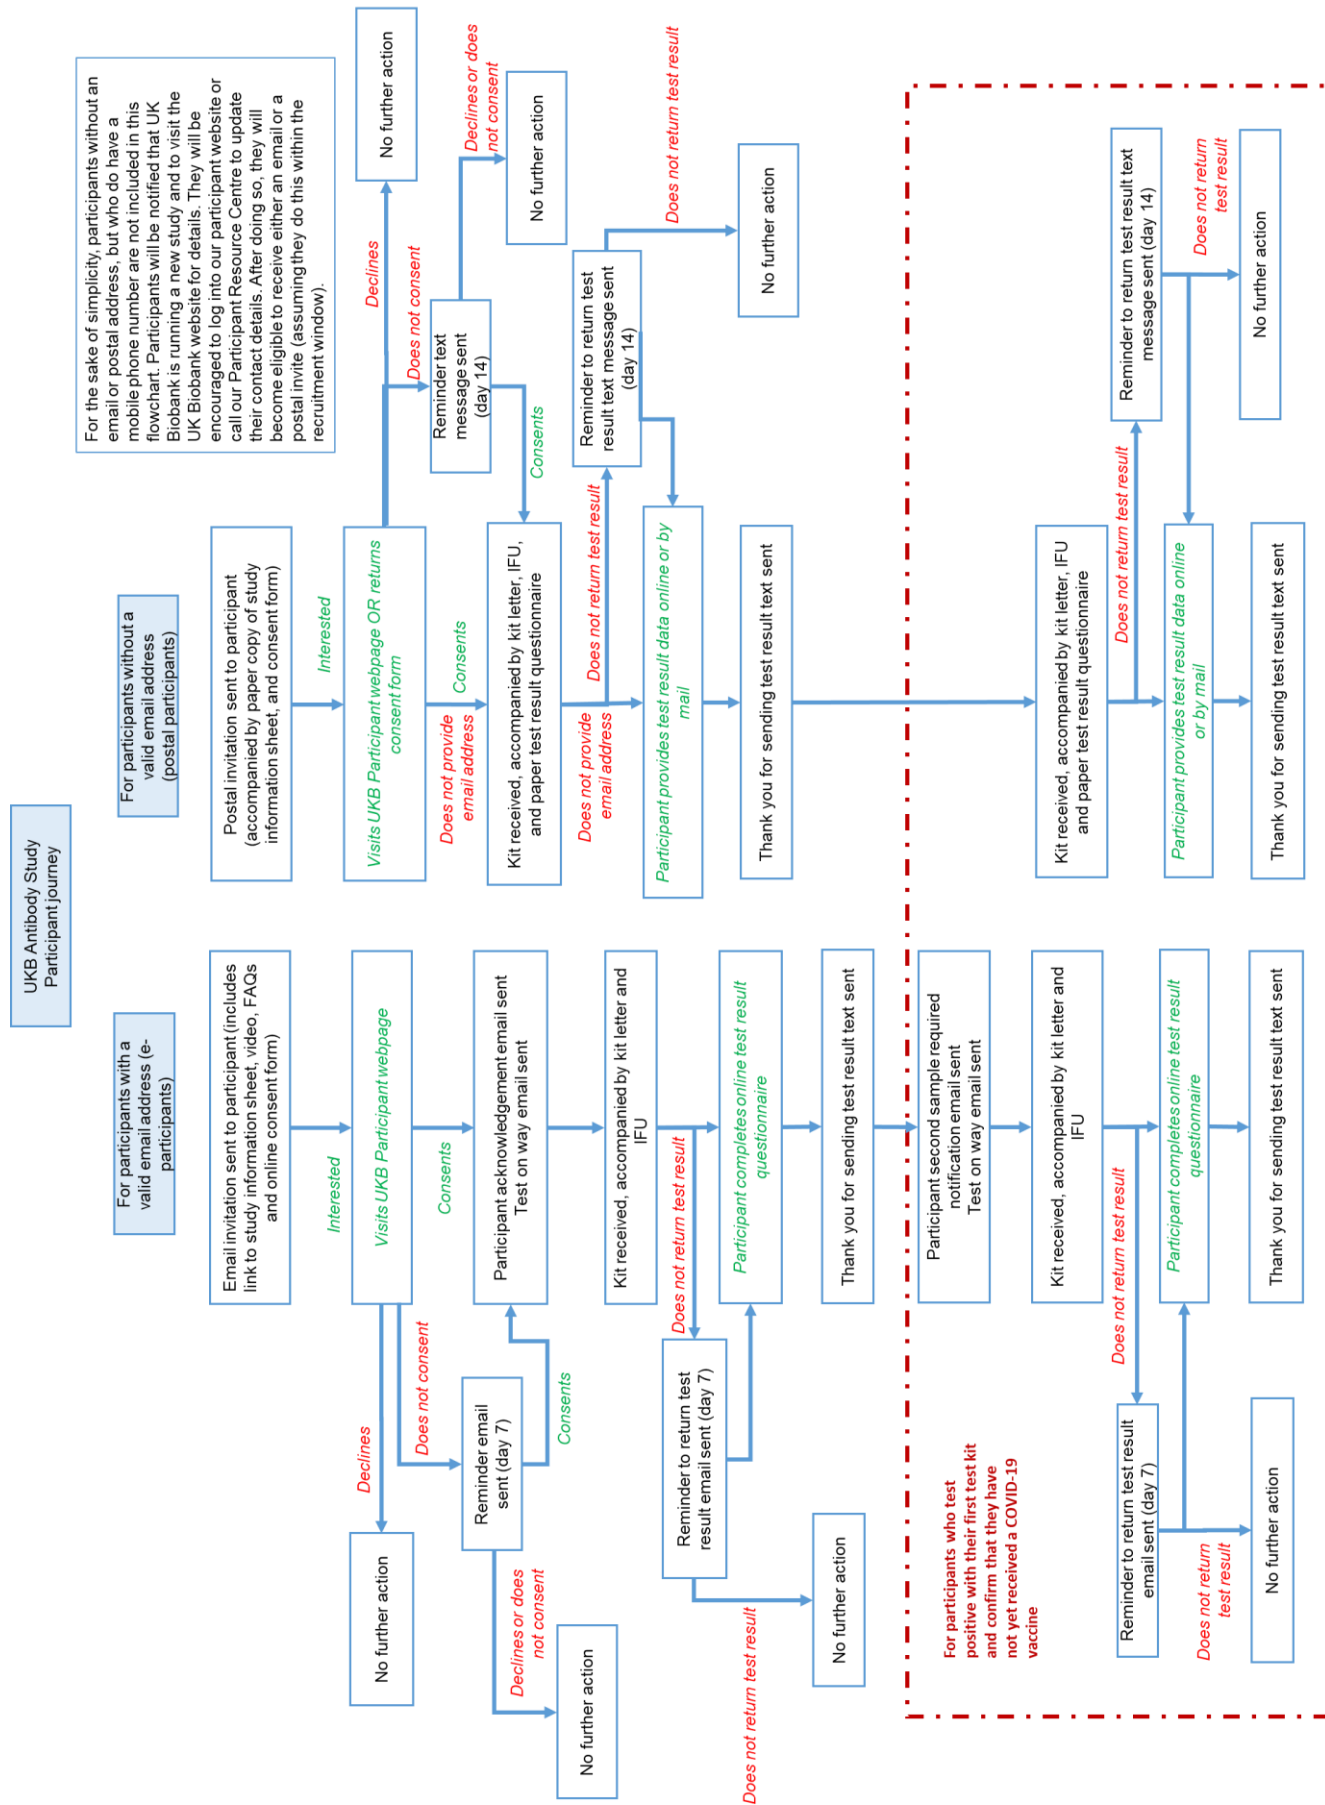 UKB Antibody Study
Participant journey
For participants with a
valid email address (e-
participants)
Email invitation sent to participant (includes
link to study information sheet, video, FAQs
and online consent form)
Interested
Visits UKB Participant webpage
Declines
No further action
Does not consent
Reminder email
sent (day 7)
Declines or does
not consent
No further action
Consents
Consents
Participant acknowledgement email sent
Test on way email sent
Kit received, accompanied by kit letter and
IFU
Does not return test result
Reminder to return test
result email sent (day 7)
Does not return test result
No further action
Participant completes online test result
questionnaire
Thank you for sending test result text sent
For participants who test
positive with their first test kit
and confirm that they have
not yet received a COVID-19
vaccine
Participant second sample required
notification email sent
Test on way email sent
Kit received, accompanied by kit letter and
IFU
Does not return test result
Reminder to return test result
email sent (day 7)
Does not return
test result
No further action
Participant completes online test result
questionnaire
Thank you for sending test result text sent
For participants without a
valid email address
(postal participants)
Postal invitation sent to participant
(accompanied by paper copy of study
information sheet, and consent form)
Interested
Visits UKB Participant webpage OR returns
consent form
Declines
No further action
Does not consent
Reminder text
message sent
(day 14)
Declines or does
not consent
No further action
Consents
Consents
Does not provide
email address
Kit received, accompanied by kit letter, IFU,
and paper test result questionnaire
Does not provide
email address
Does not return test result
Reminder to return test
result text message sent
(day 14)
Does not return test result
No further action
Participant provides test result data online or by
mail
Thank you for sending test result text sent
Kit received, accompanied by kit letter, IFU
and paper test result questionnaire
Does not return test result
Reminder to return test result text
message sent (day 14)
Does not return
test result
No further action
Participant provides test result data online
or by mail
Thank you for sending test result text sent
For the sake of simplicity, participants without an
email or postal address, but who do have a
mobile phone number are not included in this
flowchart. Participants will be notified that UK
Biobank is running a new study and to visit the
UK Biobank website for details. They will be
encouraged to log into our participant website or
call our Participant Resource Centre to update
their contact details. After doing so, they will
become eligible to receive either an email or a
postal invite (assuming they do this within the
recruitment window).